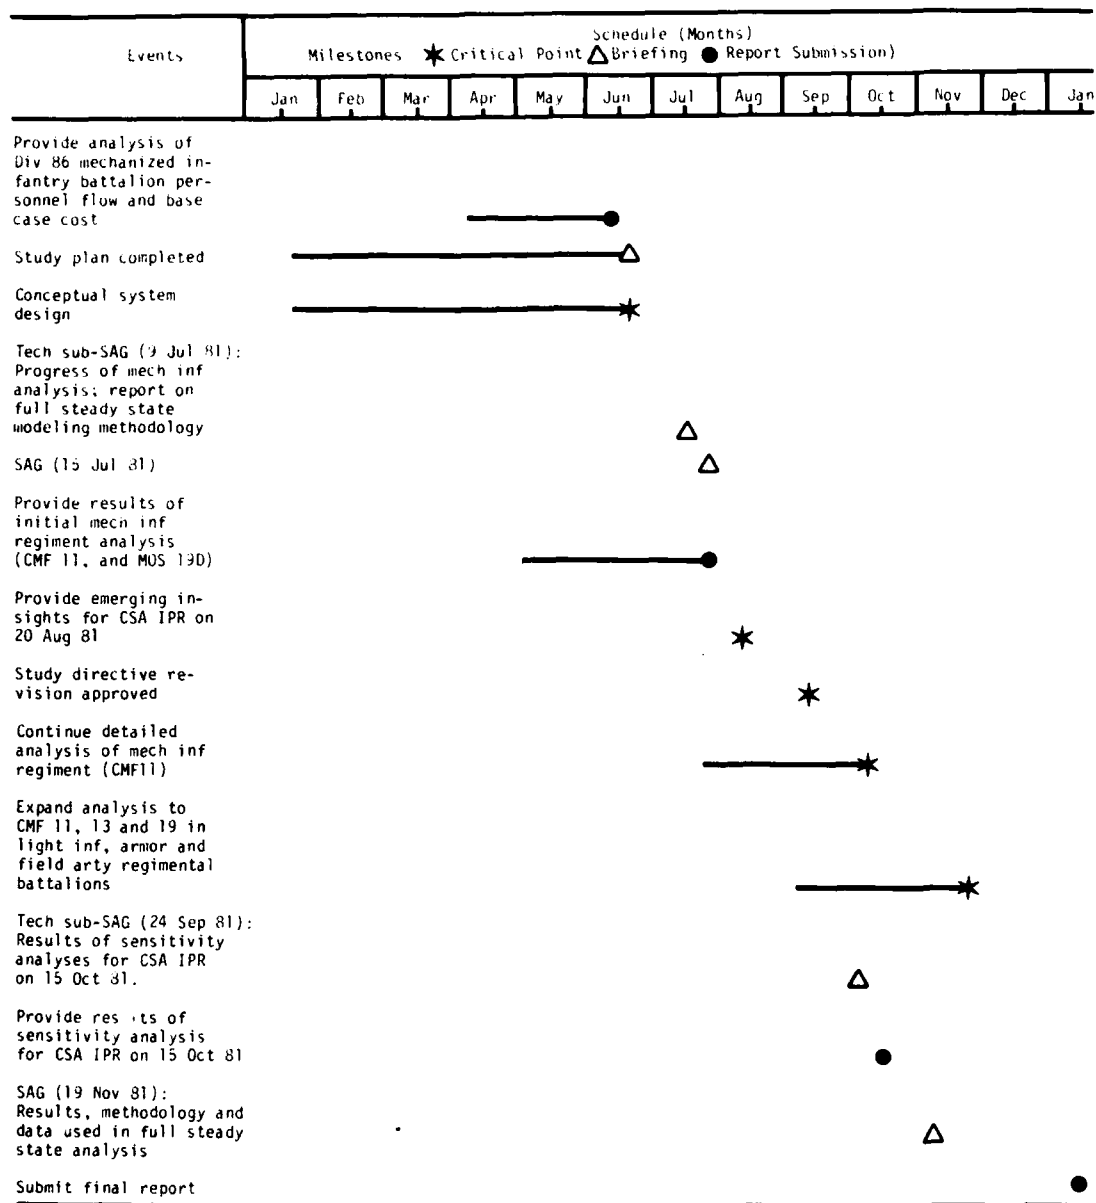 Events
Schedule (Months)
Milestones ★ Critical Point △ Briefing ● Report Submission)
Jan Feb Mar Apr May Jun Jul Aug Sep Oct Nov Dec Jan
Provide analysis of
Div 86 mechanized in-
fantry battalion per-
sonnel flow and base
case cost
Study plan completed
Conceptual system
design
Tech sub-SAG (9 Jul 81):
Progress of mech inf
analysis; report on
full steady state
modeling methodology
SAG (15 Jul 81)
Provide results of
initial mech inf
regiment analysis
(CMF 11, and MOS 19D)
Provide emerging in-
sights for CSA IPR on
20 Aug 81
Study directive re-
vision approved
Continue detailed
analysis of mech inf
regiment (CMF11)
Expand analysis to
CMF 11, 13 and 19 in
light inf, armor and
field arty regimental
battalions
Tech sub-SAG (24 Sep 81):
Results of sensitivity
analyses for CSA IPR
on 15 Oct 81.
Provide of
sensitivity analysis
for CSA IPR on 15 Oct 81
SAG (19 Nov 81):
Results, methodology and
data used in full steady
state analysis
Submit final report